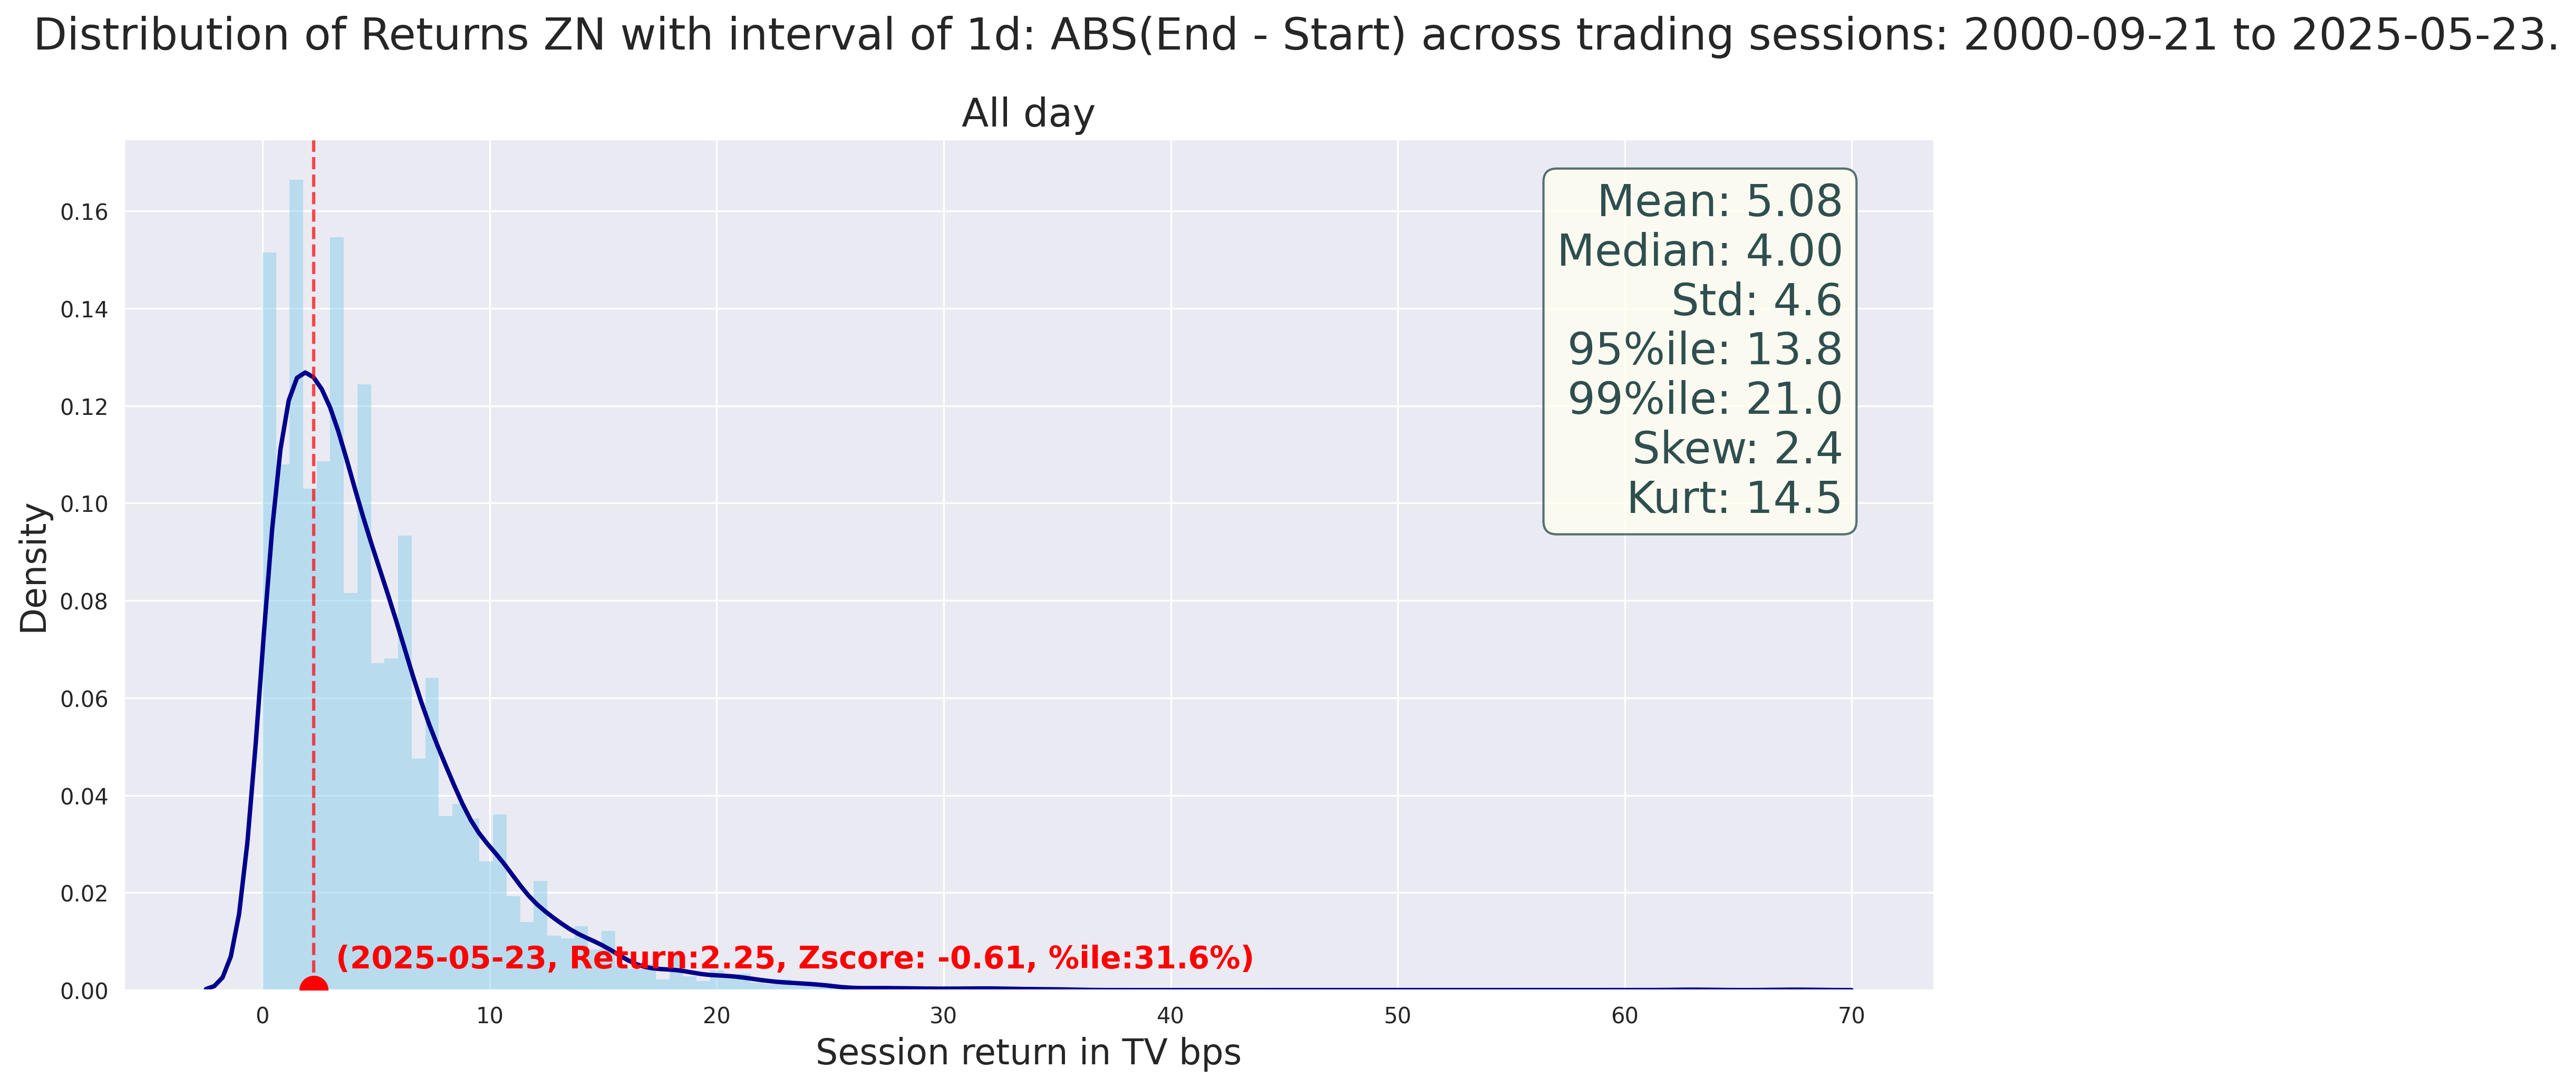 Distribution of Returns ZN with interval of 1d: ABS(End - Start) across trading sessions: 2000-09-21 to 2025-05-23.
All day
Mean: 5.08
Median: 4.00
Std: 4.6
95%ile: 13.8
99%ile: 21.0
Skew: 2.4
Kurt: 14.5
Density
0.16
0.14
0.12
0.10
0.08
0.06
0.04
0.02
0.00
(2025-05-23, Return:2.25, Zscore: -0.61, %ile:31.6%)
0 10 20 30 40 50 60 70
Session return in TV bps